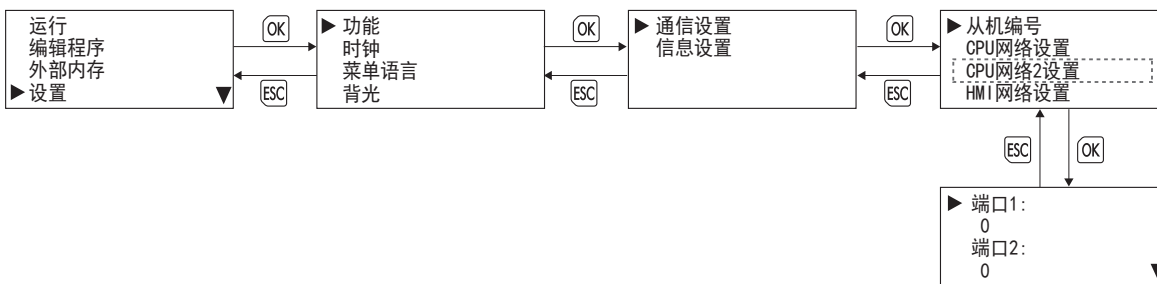 运行
编辑程序
外部内存
▶设置 ▼
OK
ESC
▶功能
时钟
菜单语言
背光
OK
ESC
▶通信设置
信息设置
OK
ESC
▶从机编号
CPU网络设置
CPU网络2设置
HMI网络设置
ESC
OK
▶端口1:
0
端口2:
0
▼